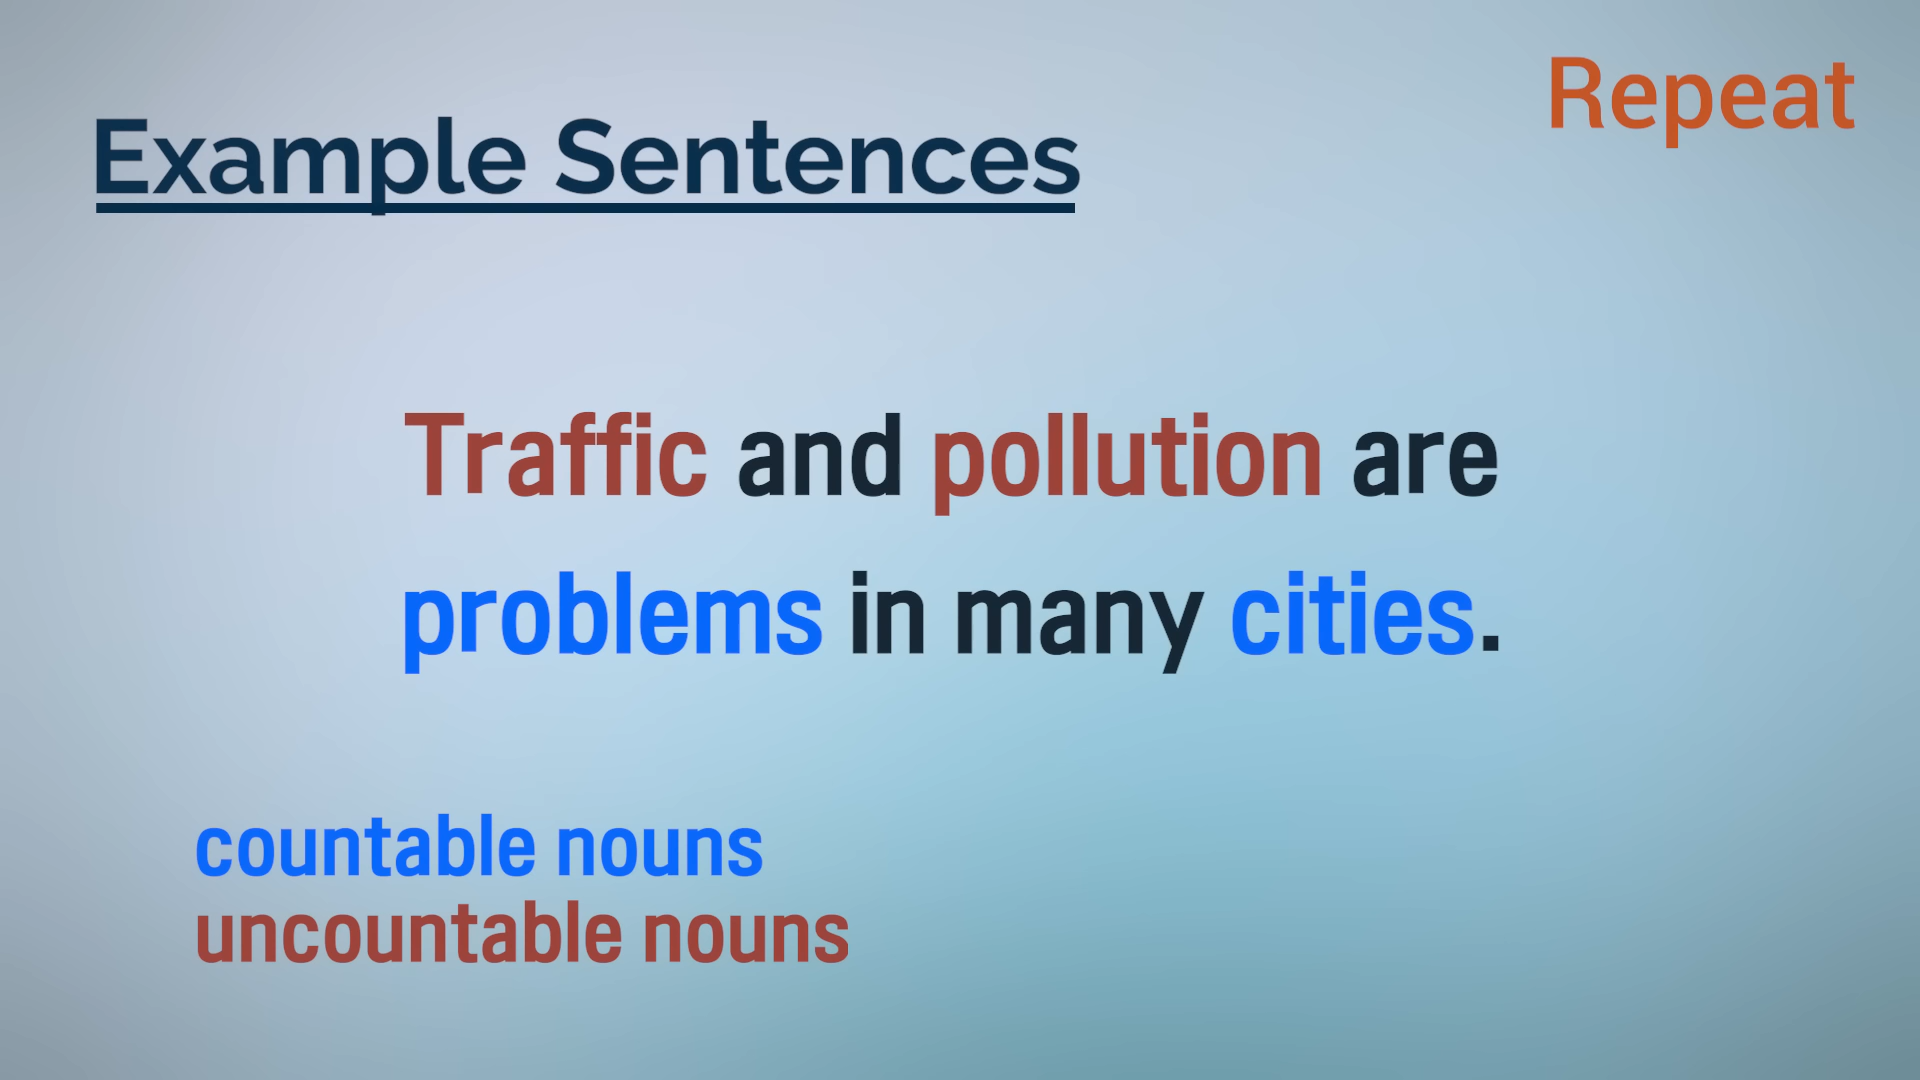 Repeat
Example Sentences
Traffic and pollution are
problems in many cities.
countable nouns
uncountable nouns